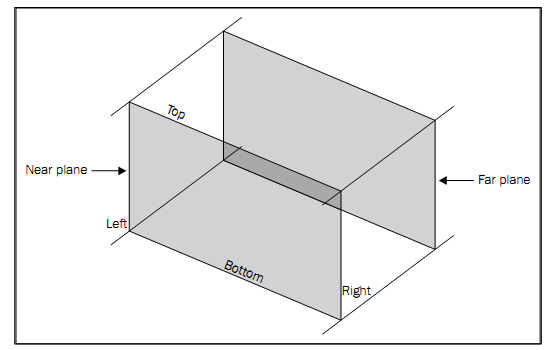 Top
Near plane
Far plane
Left
Bottom
Right